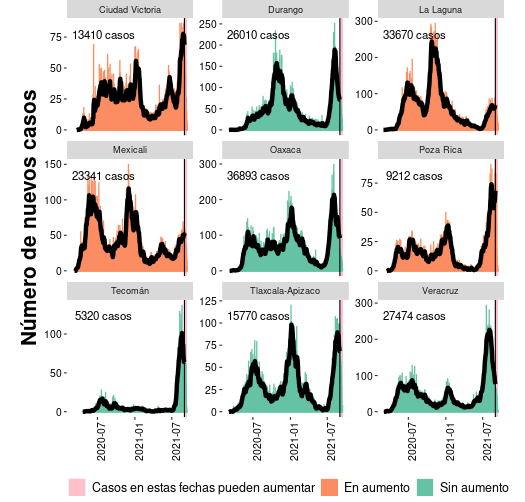 Ciudad Victoria Durango La Laguna
13410 casos 26010 casos 33670 casos
75 50 25 0
250 200 150 100 50 0
300 200 100 0
Mexicali Oaxaca Poza Rica
23341 casos 36893 casos 9212 casos
150 100 50 0
300 200 100 0
75 50 25 0
Tecomán Tlaxcala-Apizaco Veracruz
5320 casos 15770 casos 27474 casos
100 50 0
125 100 75 50 25 0
300 200 100 0
2020-07 2021-01 2021-07 2020-07 2021-01 2021-07 2020-07 2021-01 2021-07
Número de nuevos casos
Casos en estas fechas pueden aumentar En aumento Sin aumento